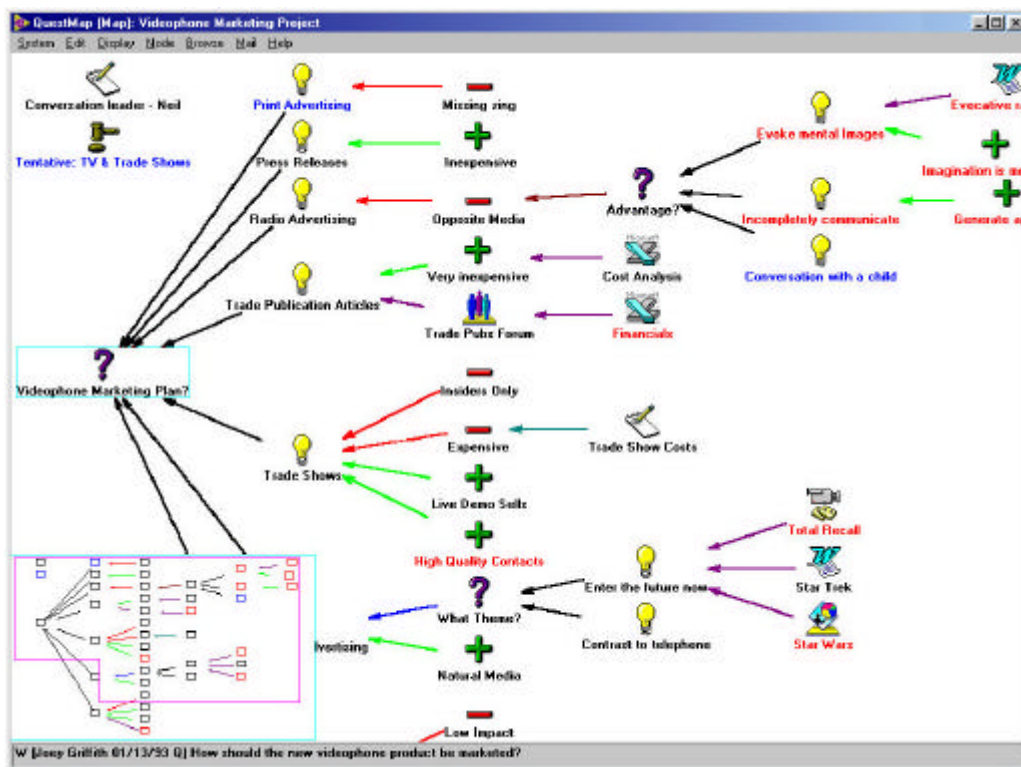 QuestMap [Map]: Videophone Marketing Project
System Edit Display Node Browse Mail Help
Conversation leader - Neil
Tentative: TV & Trade Shows
Print Advertizing
Missing zing
Press Releases
Inexpensive
Evoke mental Images
Imagination is
Radio Advertizing
Opposite Media
Advantage?
Incompletely communicate
Generate
Trade Publication Articles
Very inexpensive
Microsoft
Cost Analysis
Conversation with a child
Trade Pubs Forum
Microsoft
Financials
Videophone Marketing Plan?
Insiders Only
Trade Shows
Expensive
Trade Show Costs
Live Demo Sells
High Quality Contacts
Total Recall
What Theme?
Enter the future now
Star Trek
dvertizing
Natural Media
Contrast to telephone
Star Wars
Low Impact
W [Joey Griffith 01/13/93 Q] How should the new videophone product be marketed?